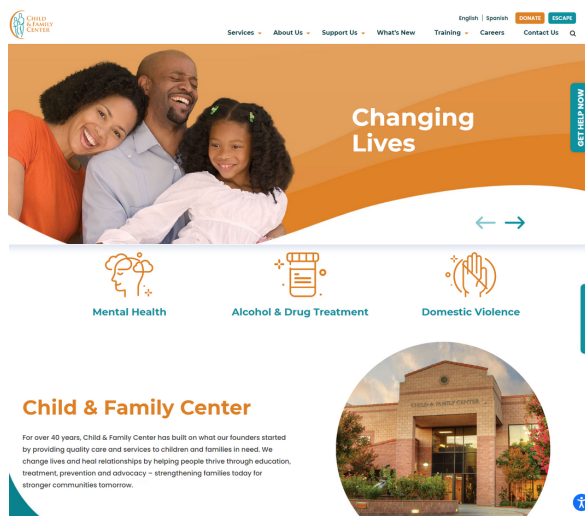 CHILD
& FAMILY
CENTER
English | Spanish
DONATE
ESCAPE
Services
About Us
Support Us
What's New
Training
Careers
Contact Us
Changing
Lives
GET HELP NOW
Mental Health
Alcohol & Drug Treatment
Domestic Violence
Child & Family Center
For over 40 years, Child & Family Center has built on what our founders started
by providing quality care and services to children and families in need. We
change lives and heal relationships by helping people thrive through education,
treatment, prevention and advocacy – strengthening families today for
stronger communities tomorrow.
CHILD & FAMILY CENTER